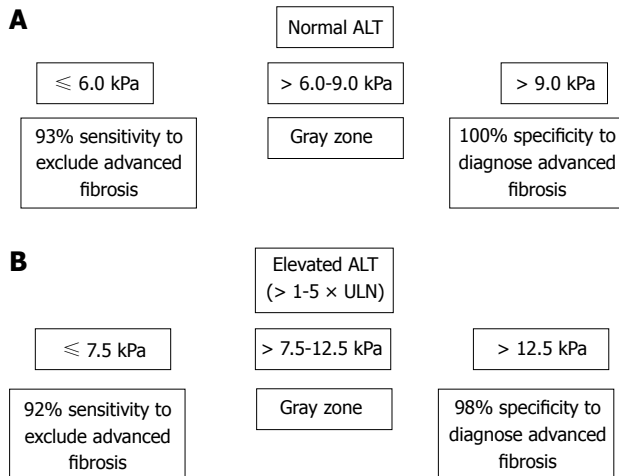 A
Normal ALT
≤ 6.0 kPa
> 6.0-9.0 kPa
> 9.0 kPa
93% sensitivity to
exclude advanced
fibrosis
Gray zone
100% specificity to
diagnose advanced
fibrosis
B
Elevated ALT
(> 1-5 × ULN)
≤ 7.5 kPa
> 7.5-12.5 kPa
> 12.5 kPa
92% sensitivity to
exclude advanced
fibrosis
Gray zone
98% specificity to
diagnose advanced
fibrosis